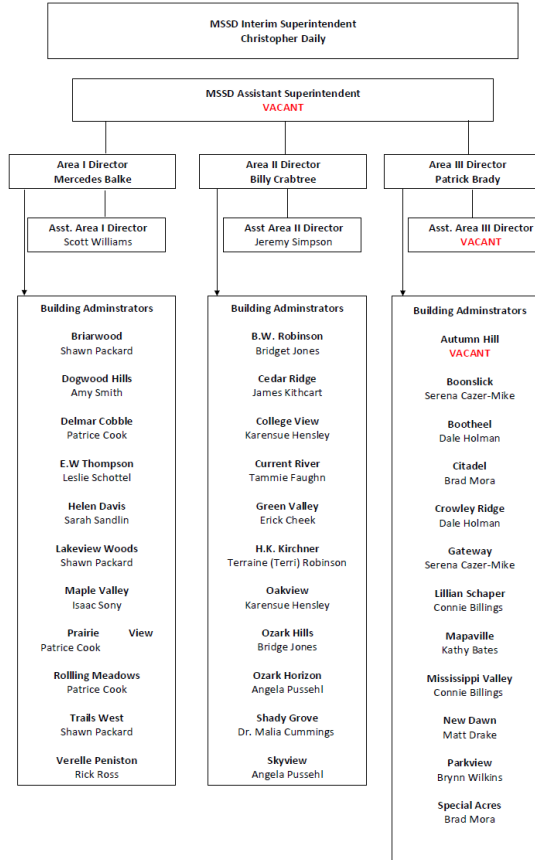 MSSD Interim Superintendent
Christopher Daily
MSSD Assistant Superintendent
VACANT
Area I Director
Mercedes Balke
Asst. Area I Director
Scott Williams
Building Adminstrators
Briarwood
Shawn Packard
Dogwood Hills
Amy Smith
Delmar Cobble
Patrice Cook
E.W Thompson
Leslie Schottel
Helen Davis
Sarah Sandlin
Lakeview Woods
Shawn Packard
Maple Valley
Isaac Sony
Prairie View
Patrice Cook
Rollling Meadows
Patrice Cook
Trails West
Shawn Packard
Verelle Peniston
Rick Ross
Area II Director
Billy Crabtree
Asst Area II Director
Jeremy Simpson
Building Adminstrators
B.W. Robinson
Bridget Jones
Cedar Ridge
James Kithcart
College View
Karensue Hensley
Current River
Tammie Faughn
Green Valley
Erick Cheek
H.K. Kirchner
Terraine (Terri) Robinson
Oakview
Karensue Hensley
Ozark Hills
Bridge Jones
Ozark Horizon
Angela Pussehl
Shady Grove
Dr. Malia Cummings
Skyview
Angela Pussehl
Area III Director
Patrick Brady
Asst. Area III Director
VACANT
Building Adminstrators
Autumn Hill
VACANT
Boonslick
Serena Cazer-Mike
Bootheel
Dale Holman
Citadel
Brad Mora
Crowley Ridge
Dale Holman
Gateway
Serena Cazer-Mike
Lillian Schaper
Connie Billings
Mapaville
Kathy Bates
Mississippi Valley
Connie Billings
New Dawn
Matt Drake
Parkview
Brynn Wilkins
Special Acres
Brad Mora